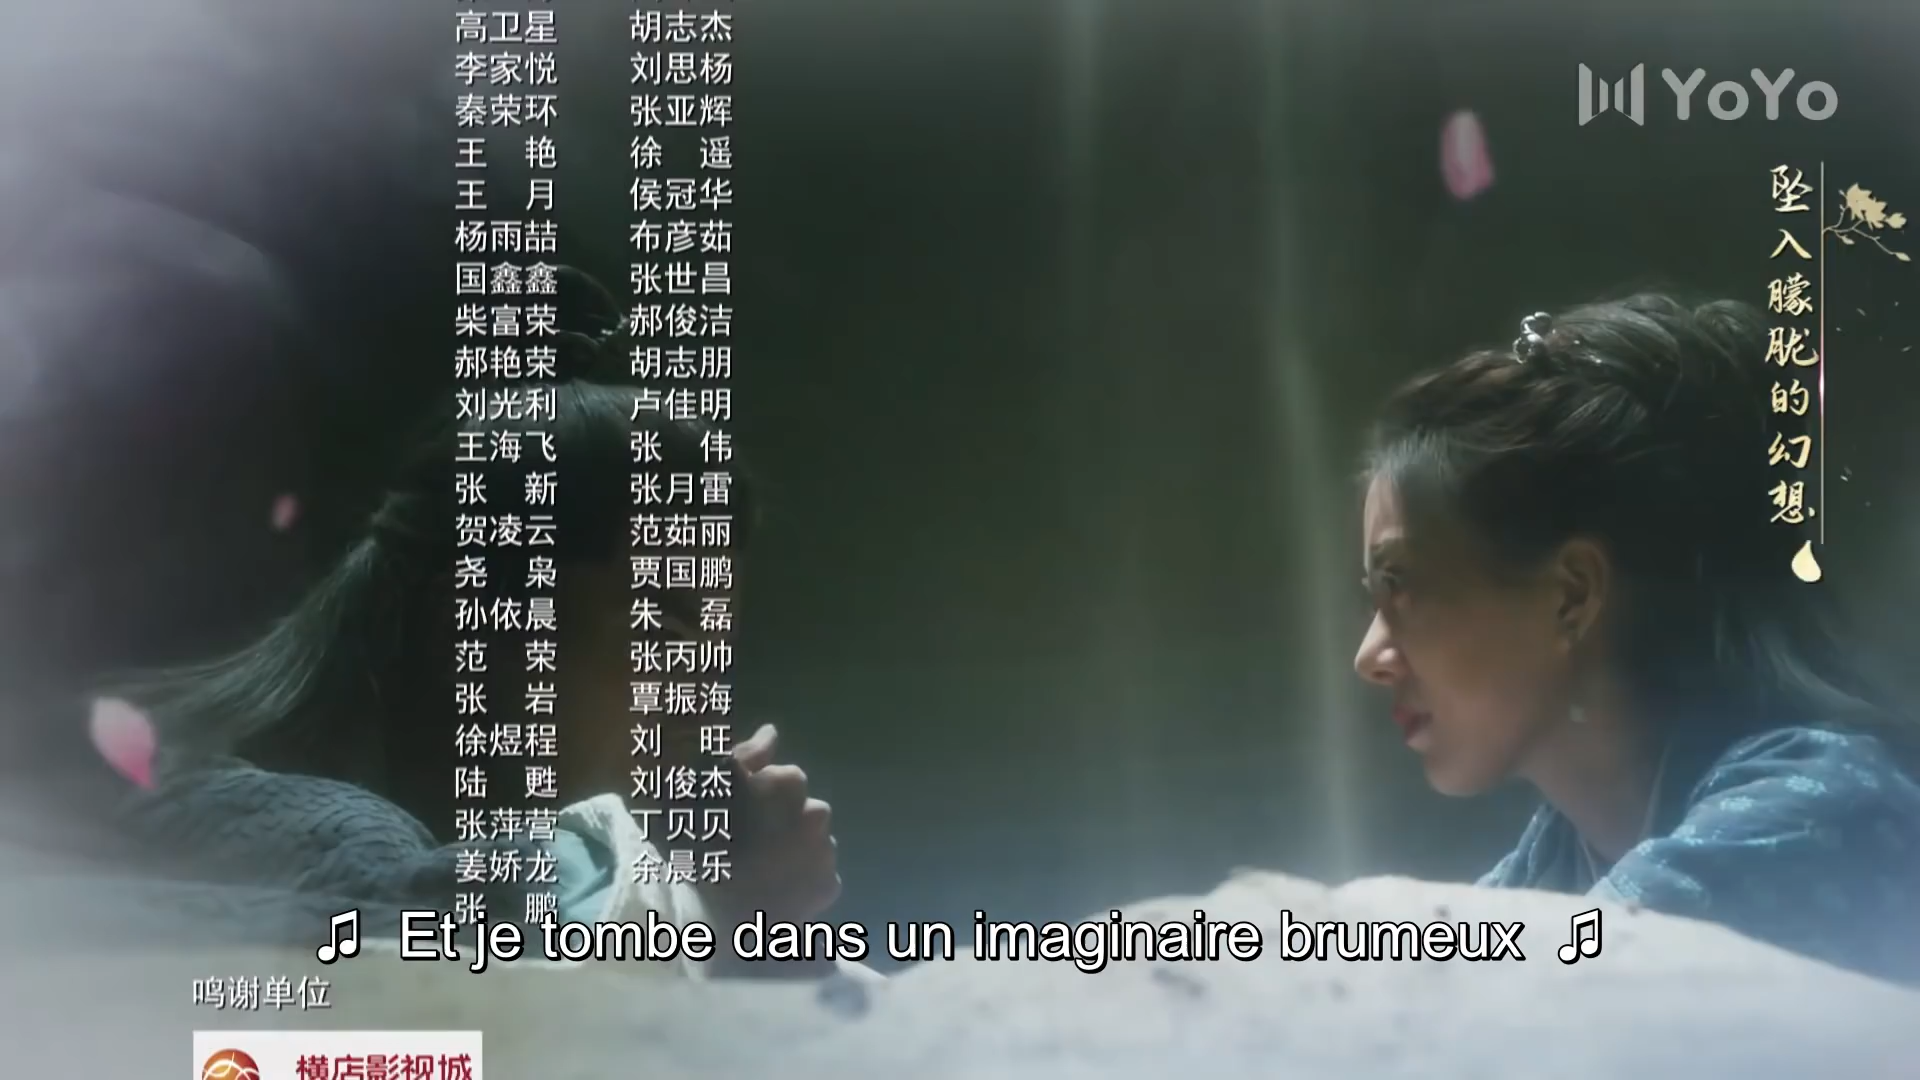 高卫星 胡志杰
李家悦 刘思杨
秦荣环 张亚辉
王艳 徐遥
王月 侯冠华
杨雨喆 布彦茹
国鑫鑫 张世昌
柴富荣 郝俊洁
郝艳荣 胡志朋
刘光利 卢佳明
王海飞 张伟
张新 张月雷
贺凌云 范茹丽
尧枭 贾国鹏
孙依晨 朱磊
范荣 张丙帅
张岩 覃振海
徐煜程 刘旺
陆甦 刘俊杰
张萍营 丁贝贝
姜娇龙 余晨乐
张鹏
YoYo
坠入朦胧的幻想
♫ Et je tombe dans un imaginaire brumeux ♫
鸣谢单位
横店影视城